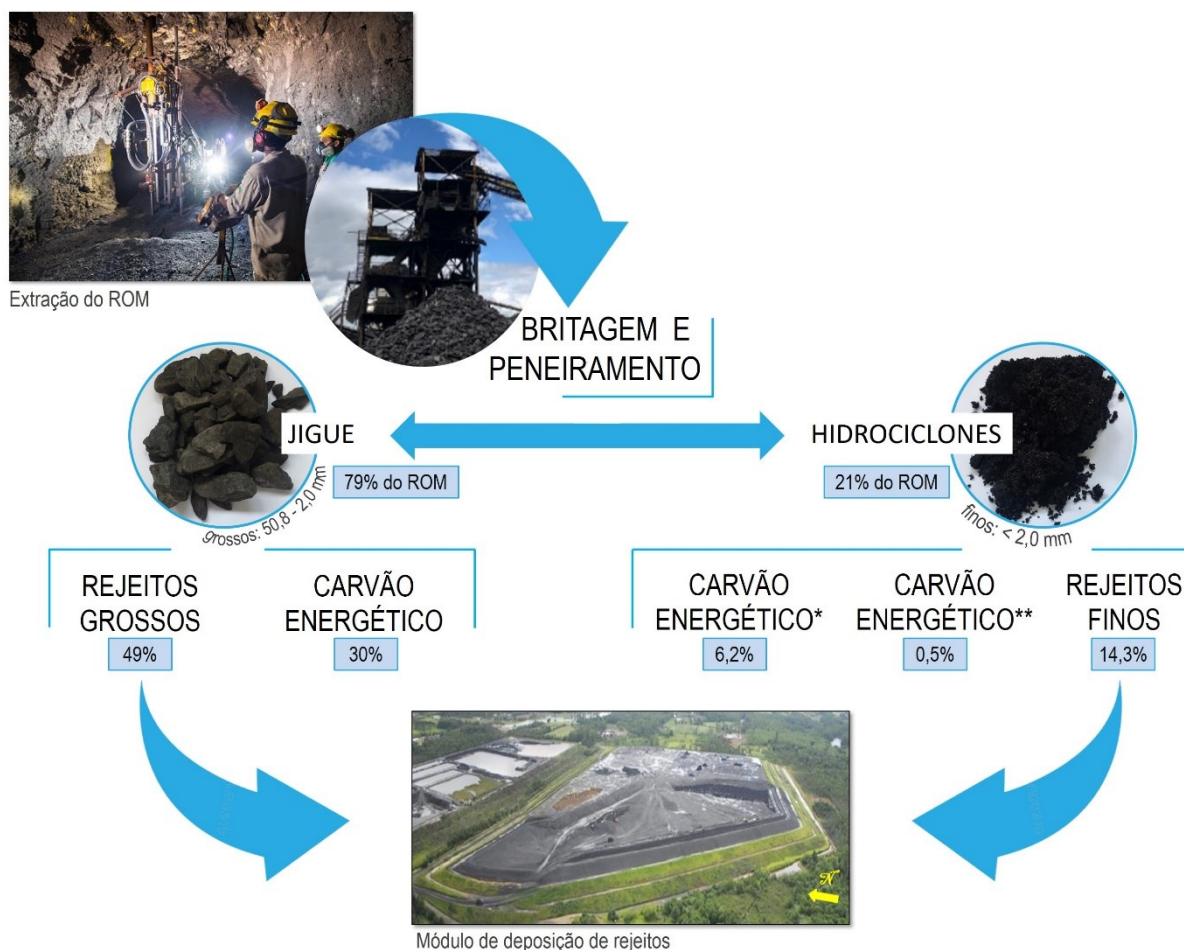 Extração do ROM
BRITAGEM E
PENEIRAMENTO
JIGUE
79% do ROM
grossos: 50,8 - 2,0 mm
HIDROCICLONES
21% do ROM
finos: < 2,0 mm
REJEITOS
GROSSOS
49%
CARVÃO
ENERGÉTICO
30%
CARVÃO
ENERGÉTICO*
6,2%
CARVÃO
ENERGÉTICO**
0,5%
REJEITOS
FINOS
14,3%
N
Módulo de deposição de rejeitos